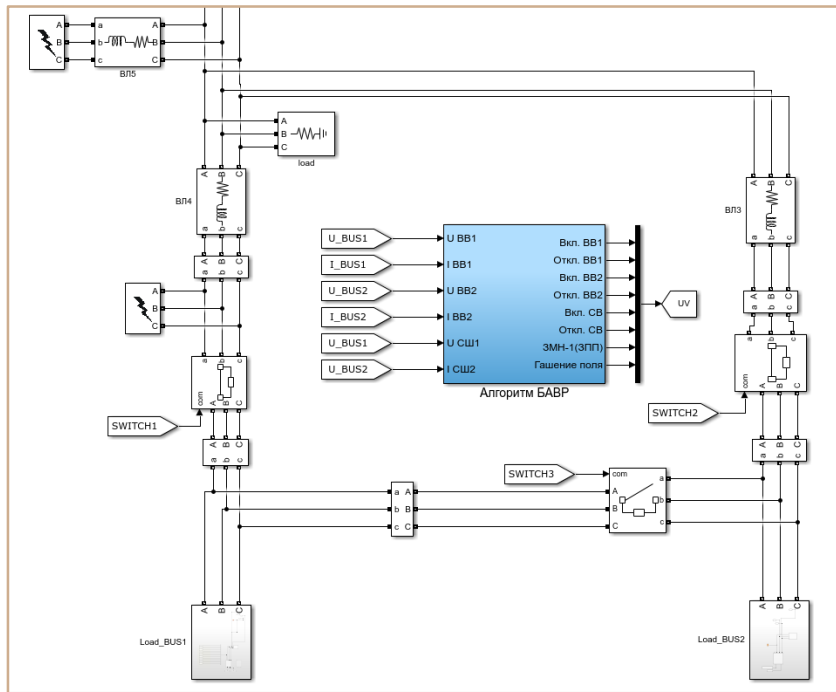 A a A
B b B
C c C
ВЛ5
A
B
C
load
A B C
ВЛ4
a b c
A B C
a b c
A
B
C
a b c
com
A B C
SWITCH1
A B C
a b c
U_BUS1
I_BUS1
U_BUS2
I_BUS2
U_BUS1
U_BUS2
U ВВ1
I ВВ1
U ВВ2
I ВВ2
U СШ1
I СШ2
Вкл. ВВ1
Откл. ВВ1
Вкл. ВВ2
Откл. ВВ2
Вкл. СВ
Откл. СВ
ЗМН-1(ЗПП)
Гашение поля
UV
Алгоритм БАВР
A B C
ВЛ3
a b c
A B C
a b c
a b c
com
A B C
SWITCH2
A B C
a b c
SWITCH3
com
a A A a
b B B b
c C C c
A B C
Load_BUS1
A B C
Load_BUS2